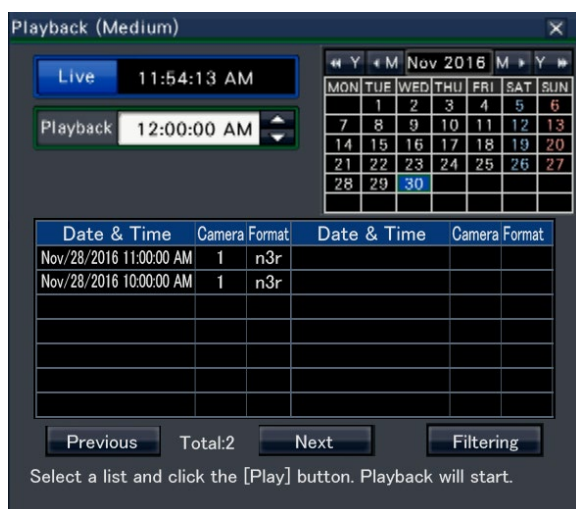 Playback (Medium)
Live 11:54:13 AM
Playback 12:00:00 AM
Y M Nov 2016 M Y
MON TUE WED THU FRI SAT SUN
1 2 3 4 5 6
7 8 9 10 11 12 13
14 15 16 17 18 19 20
21 22 23 24 25 26 27
28 29 30
Date & Time Camera Format Date & Time Camera Format
Nov/28/2016 11:00:00 AM 1 n3r
Nov/28/2016 10:00:00 AM 1 n3r
Previous Total:2 Next Filtering
Select a list and click the [Play] button. Playback will start.